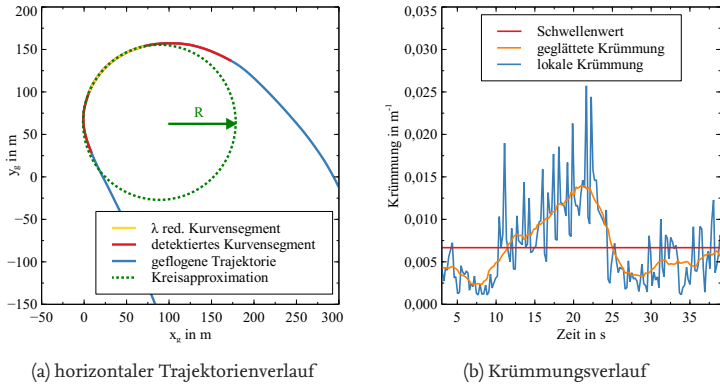 200
150
100
50
0
−50
−100
−150
y_g in m
−50 0 50 100 150 200 250 300
x_g in m
R
λ red. Kurvensegment
detektiertes Kurvensegment
geflogene Trajektorie
Kreisapproximation
(a) horizontaler Trajektorienverlauf
0,035
0,030
0,025
0,020
0,015
0,010
0,005
0,000
Krümmung in m⁻¹
5 10 15 20 25 30 35
Zeit in s
Schwellenwert
geglättete Krümmung
lokale Krümmung
(b) Krümmungsverlauf